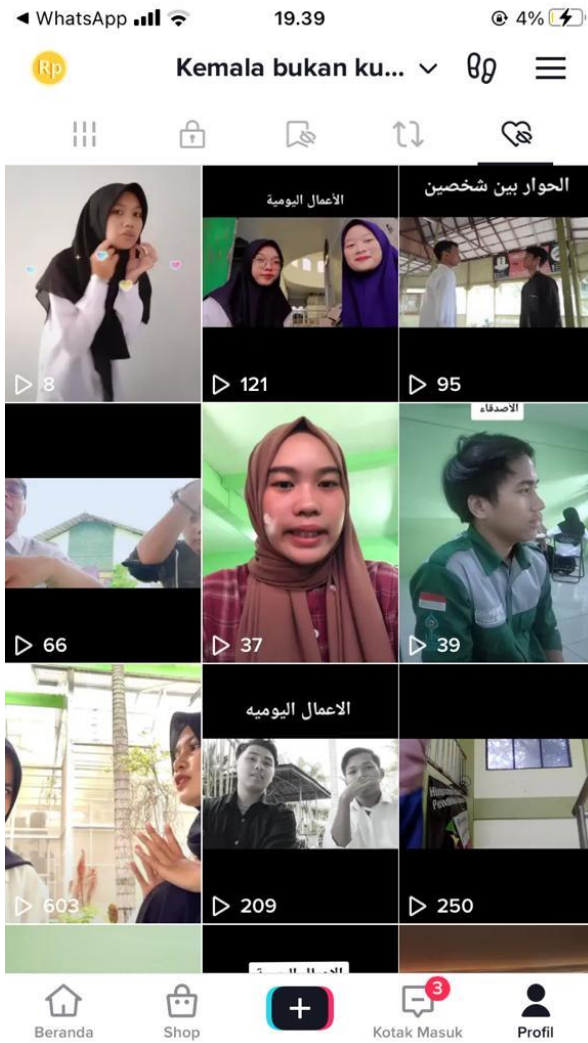 WhatsApp
19.39
4%
Rp
Kemala bukan ku...
8
الأعمال اليومية
121
الحوار بين شخصين
95
66
37
الأصدقاء
39
603
الاعمال اليوميه
209
250
Beranda
Shop
3
Kotak Masuk
Profil